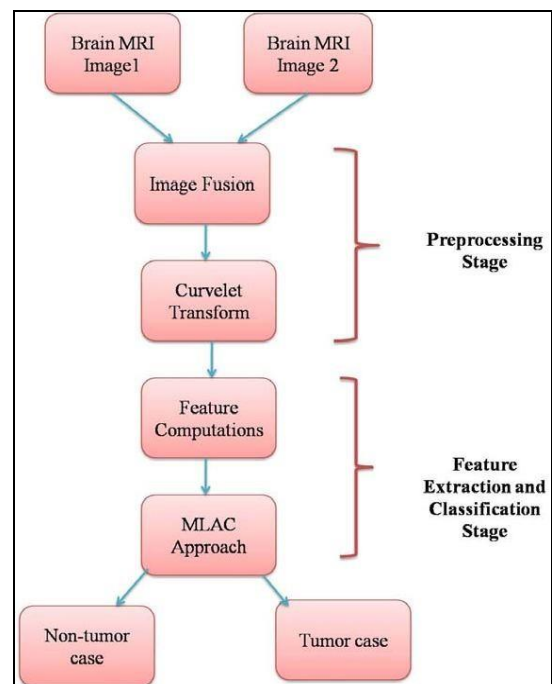 Brain MRI
Image1
Brain MRI
Image 2
Image Fusion
Preprocessing
Stage
Curvelet
Transform
Feature
Computations
Feature
Extraction and
Classification
Stage
MLAC
Approach
Non-tumor
case
Tumor case